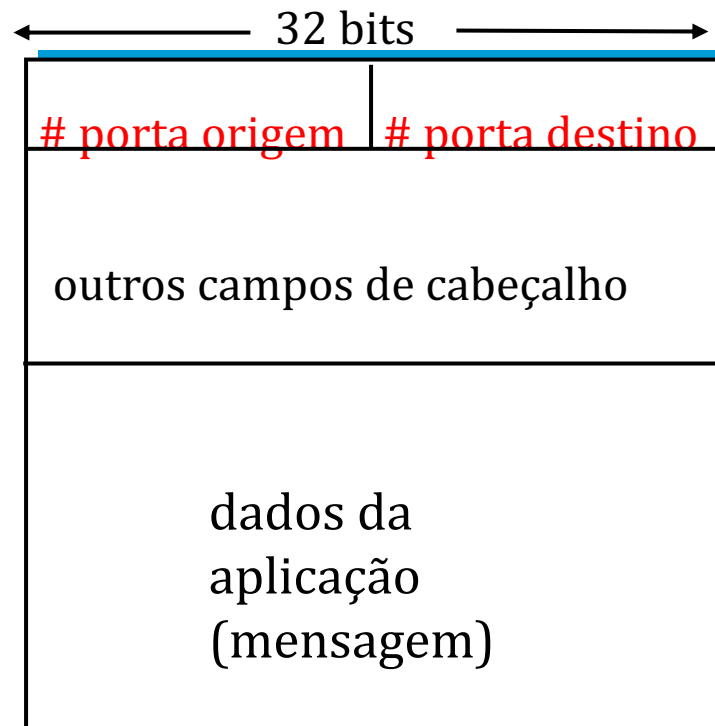 32 bits
# porta origem # porta destino
outros campos de cabeçalho
dados da
aplicação
(mensagem)